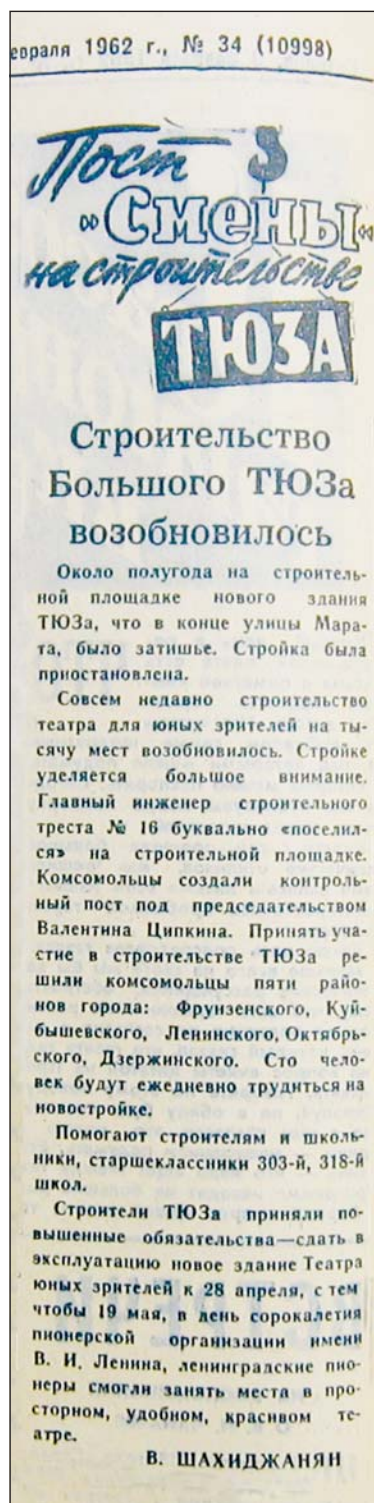 евраля 1962 г., № 34 (10998)
Пост
»Смены«
на строительстве
ТЮЗА
Строительство
Большого ТЮЗа
возобновилось
Около полугода на строитель-
ной площадке нового здания
ТЮЗа, что в конце улицы Мара-
та, было затишье. Стройка была
приостановлена.
Совсем недавно строительство
театра для юных зрителей на ты-
сячу мест возобновилось. Стройке
уделяется большое внимание.
Главный инженер строительного
треста № 16 буквально «поселил-
ся» на строительной площадке.
Комсомольцы создали контроль-
ный пост под председательством
Валентина Ципкина. Принять уча-
стие в строительстве ТЮЗа ре-
шили комсомольцы пяти райо-
нов города: Фрунзенского, Куй-
бышевского, Ленинского, Октябрь-
ского, Дзержинского. Сто чело-
век будут ежедневно трудиться на
новостройке.
Помогают строителям и школь-
ники, старшеклассники 303-й, 318-й
школ.
Строители ТЮЗа приняли по-
вышенные обязательства—сдать в
эксплуатацию новое здание Театра
юных зрителей к 28 апреля, с тем
чтобы 19 мая, в день сорокалетия
пионерской организации имени
В. И. Ленина, ленинградские пио-
неры смогли занять места в про-
сторном, удобном, красивом те-
атре.
В. ШАХИДЖАНЯН